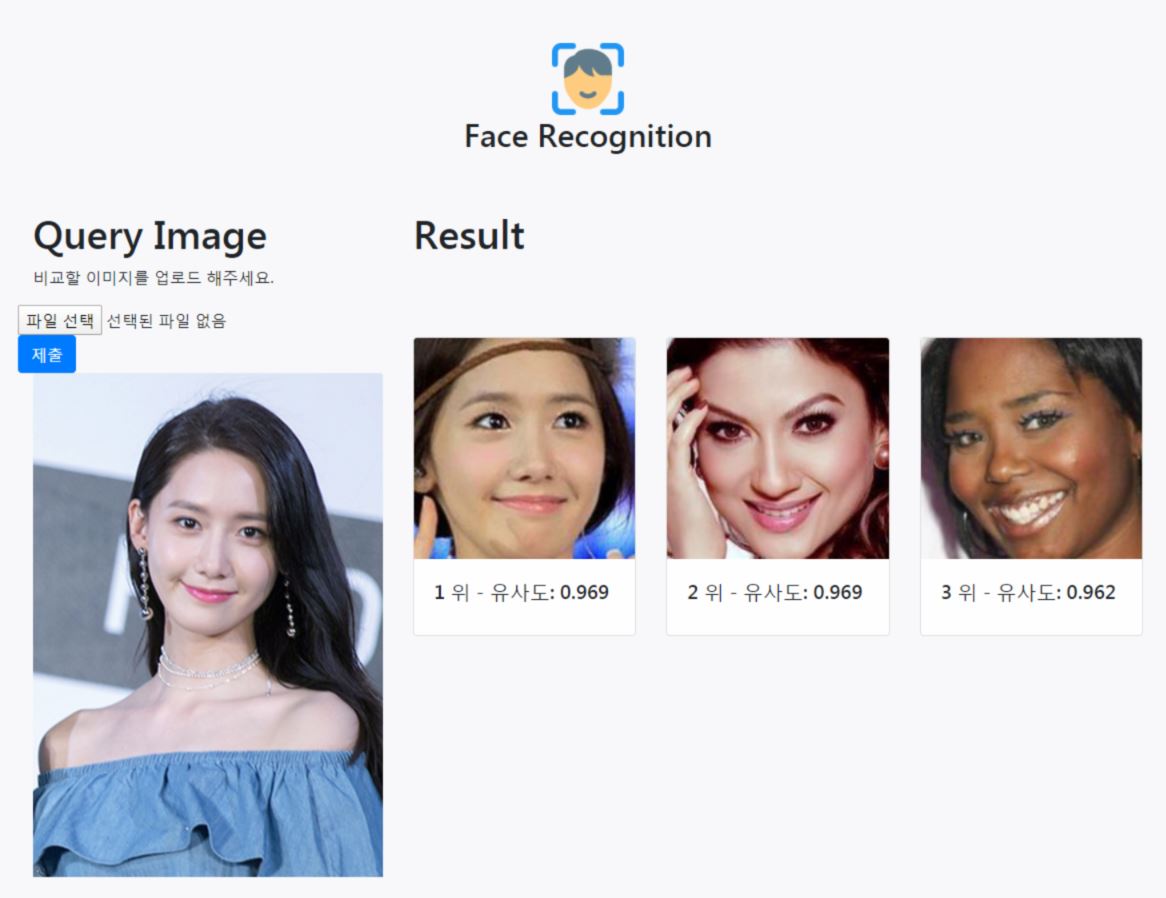 Face Recognition
Query Image
Result
비교할 이미지를 업로드 해주세요.
파일 선택 선택된 파일 없음
제출
1 위 - 유사도: 0.969
2 위 - 유사도: 0.969
3 위 - 유사도: 0.962